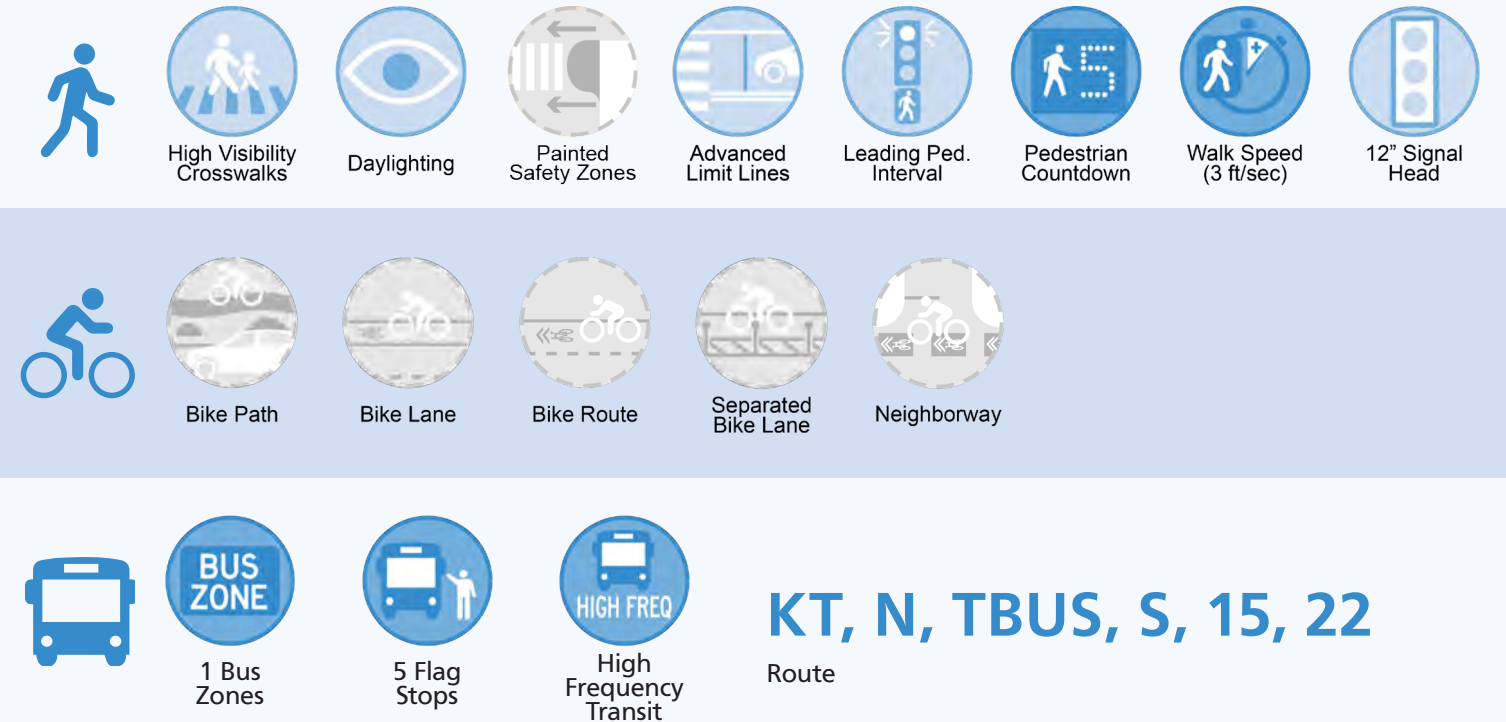 5
High Visibility
Crosswalks
Daylighting
Painted
Safety Zones
Advanced
Limit Lines
Leading Ped.
Interval
Pedestrian
Countdown
Walk Speed
(3 ft/sec)
12” Signal
Head
Bike Path
Bike Lane
Bike Route
Separated
Bike Lane
Neighborway
BUS
ZONE
1 Bus
Zones
5 Flag
Stops
HIGH FREQ
High
Frequency
Transit
KT, N, TBUS, S, 15, 22
Route